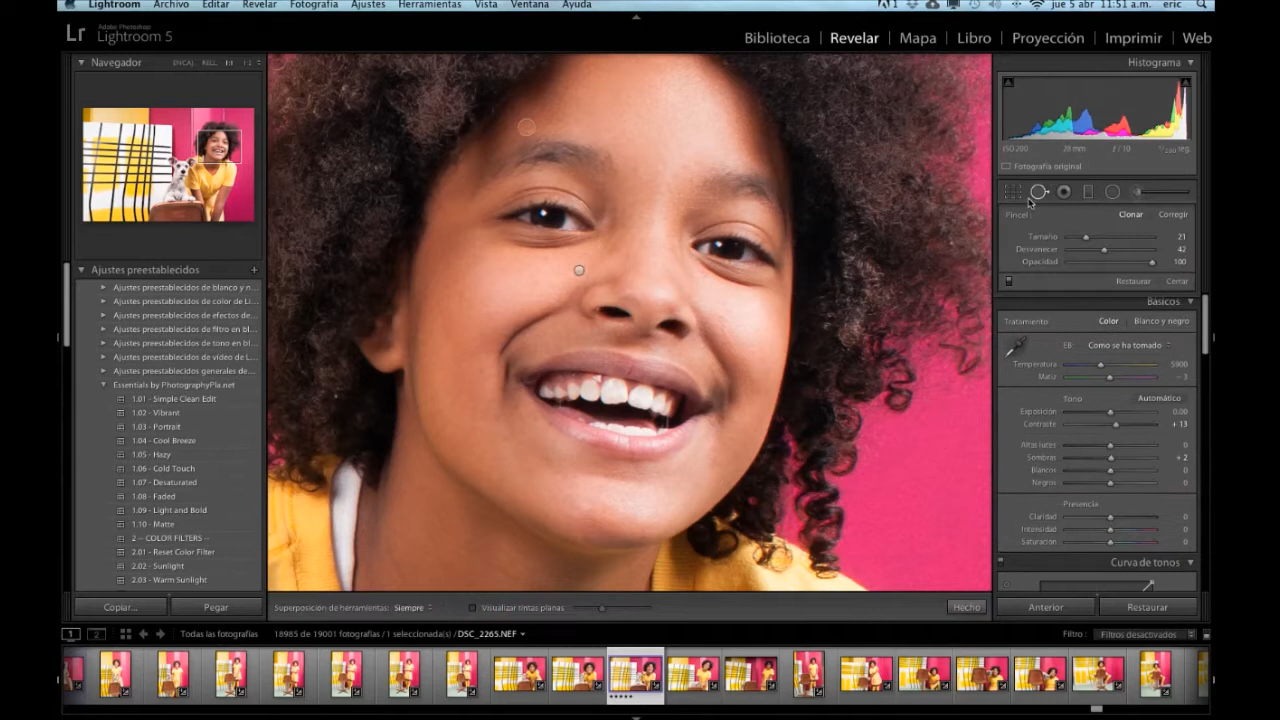 Lightroom Archivo Editar Revelar Fotografía Ajustes Herramientas Vista Ventana Ayuda
1 jue 5 abr 11:51 a.m. eric
Lr Adobe Photoshop
Lightroom 5
Biblioteca Revelar Mapa Libro Proyección Imprimir Web
Navegador ENCAJ. RELL. 1:1 1:2
Ajustes preestablecidos +
Ajustes preestablecidos de blanco y n...
Ajustes preestablecidos de color de Li...
Ajustes preestablecidos de efectos de...
Ajustes preestablecidos de filtro en bl...
Ajustes preestablecidos de tono en bl...
Ajustes preestablecidos de vídeo de L...
Ajustes preestablecidos generales de...
Essentials by PhotographyPla.net
1.01 - Simple Clean Edit
1.02 - Vibrant
1.03 - Portrait
1.04 - Cool Breeze
1.05 - Hazy
1.06 - Cold Touch
1.07 - Desaturated
1.08 - Faded
1.09 - Light and Bold
1.10 - Matte
2 -- COLOR FILTERS --
2.01 - Reset Color Filter
2.02 - Sunlight
2.03 - Warm Sunlight
Copiar... Pegar
Superposición de herramientas: Siempre Visualizar tintas planas Hecho
Histograma
ISO 200 28 mm f / 10
Fotografía original
Pincel : Clonar Corregir
Tamaño 21
Desvanecer 42
Opacidad 100
Restaurar Cerrar
Básicos
Tratamiento Color Blanco y negro
EB: Como se ha tomado
Temperatura 5900
Matiz - 3
Tono Automático
Exposición 0.00
Contraste + 13
Altas luces 0
Sombras + 2
Blancos 0
Negros 0
Presencia
Claridad 0
Intensidad 0
Saturación 0
Curva de tonos
Anterior Restaurar
1 2 Todas las fotografías 18985 de 19001 fotografías / 1 seleccionada(s) / DSC_2265.NEF Filtro : Filtros desactivados